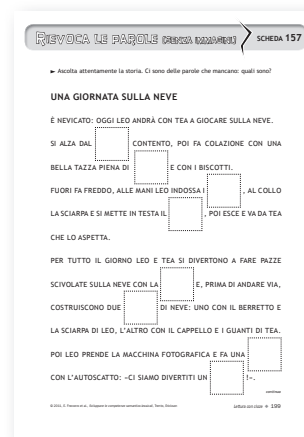 RIEVOCA LE PAROLE (SENZA IMMAGINI)
SCHEDA 157
► Ascolta attentamente la storia. Ci sono delle parole che mancano: quali sono?
UNA GIORNATA SULLA NEVE
È NEVICATO: OGGI LEO ANDRÀ CON TEA A GIOCARE SULLA NEVE.
SI ALZA DAL CONTENTO, POI FA COLAZIONE CON UNA
BELLA TAZZA PIENA DI E CON I BISCOTTI.
FUORI FA FREDDO, ALLE MANI LEO INDOSSA I , AL COLLO
LA SCIARPA E SI METTE IN TESTA IL , POI ESCE E VA DA TEA
CHE LO ASPETTA.
PER TUTTO IL GIORNO LEO E TEA SI DIVERTONO A FARE PAZZE
SCIVOLATE SULLA NEVE CON LA E, PRIMA DI ANDARE VIA,
COSTRUISCONO DUE DI NEVE: UNO CON IL BERRETTO E
LA SCIARPA DI LEO, L'ALTRO CON IL CAPPELLO E I GUANTI DI TEA.
POI LEO PRENDE LA MACCHINA FOTOGRAFICA E FA UNA
CON L'AUTOSCATTO: «CI SIAMO DIVERTITI UN !».
continua
Trento, Erickson
199